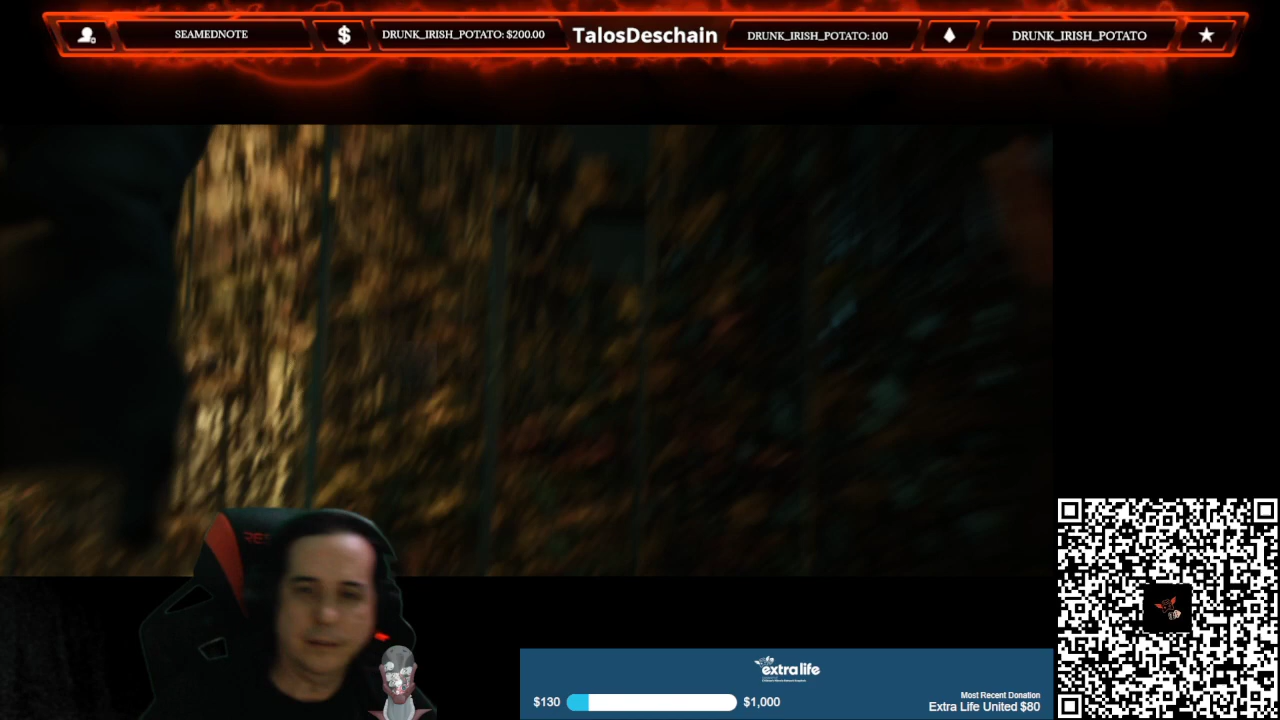 SEAMEDNOTE
$
DRUNK_IRISH_POTATO: $200.00
TalosDeschain
DRUNK_IRISH_POTATO: 100
DRUNK_IRISH_POTATO
extra life
$130
$1,000
Most Recent Donation
Extra Life United $80